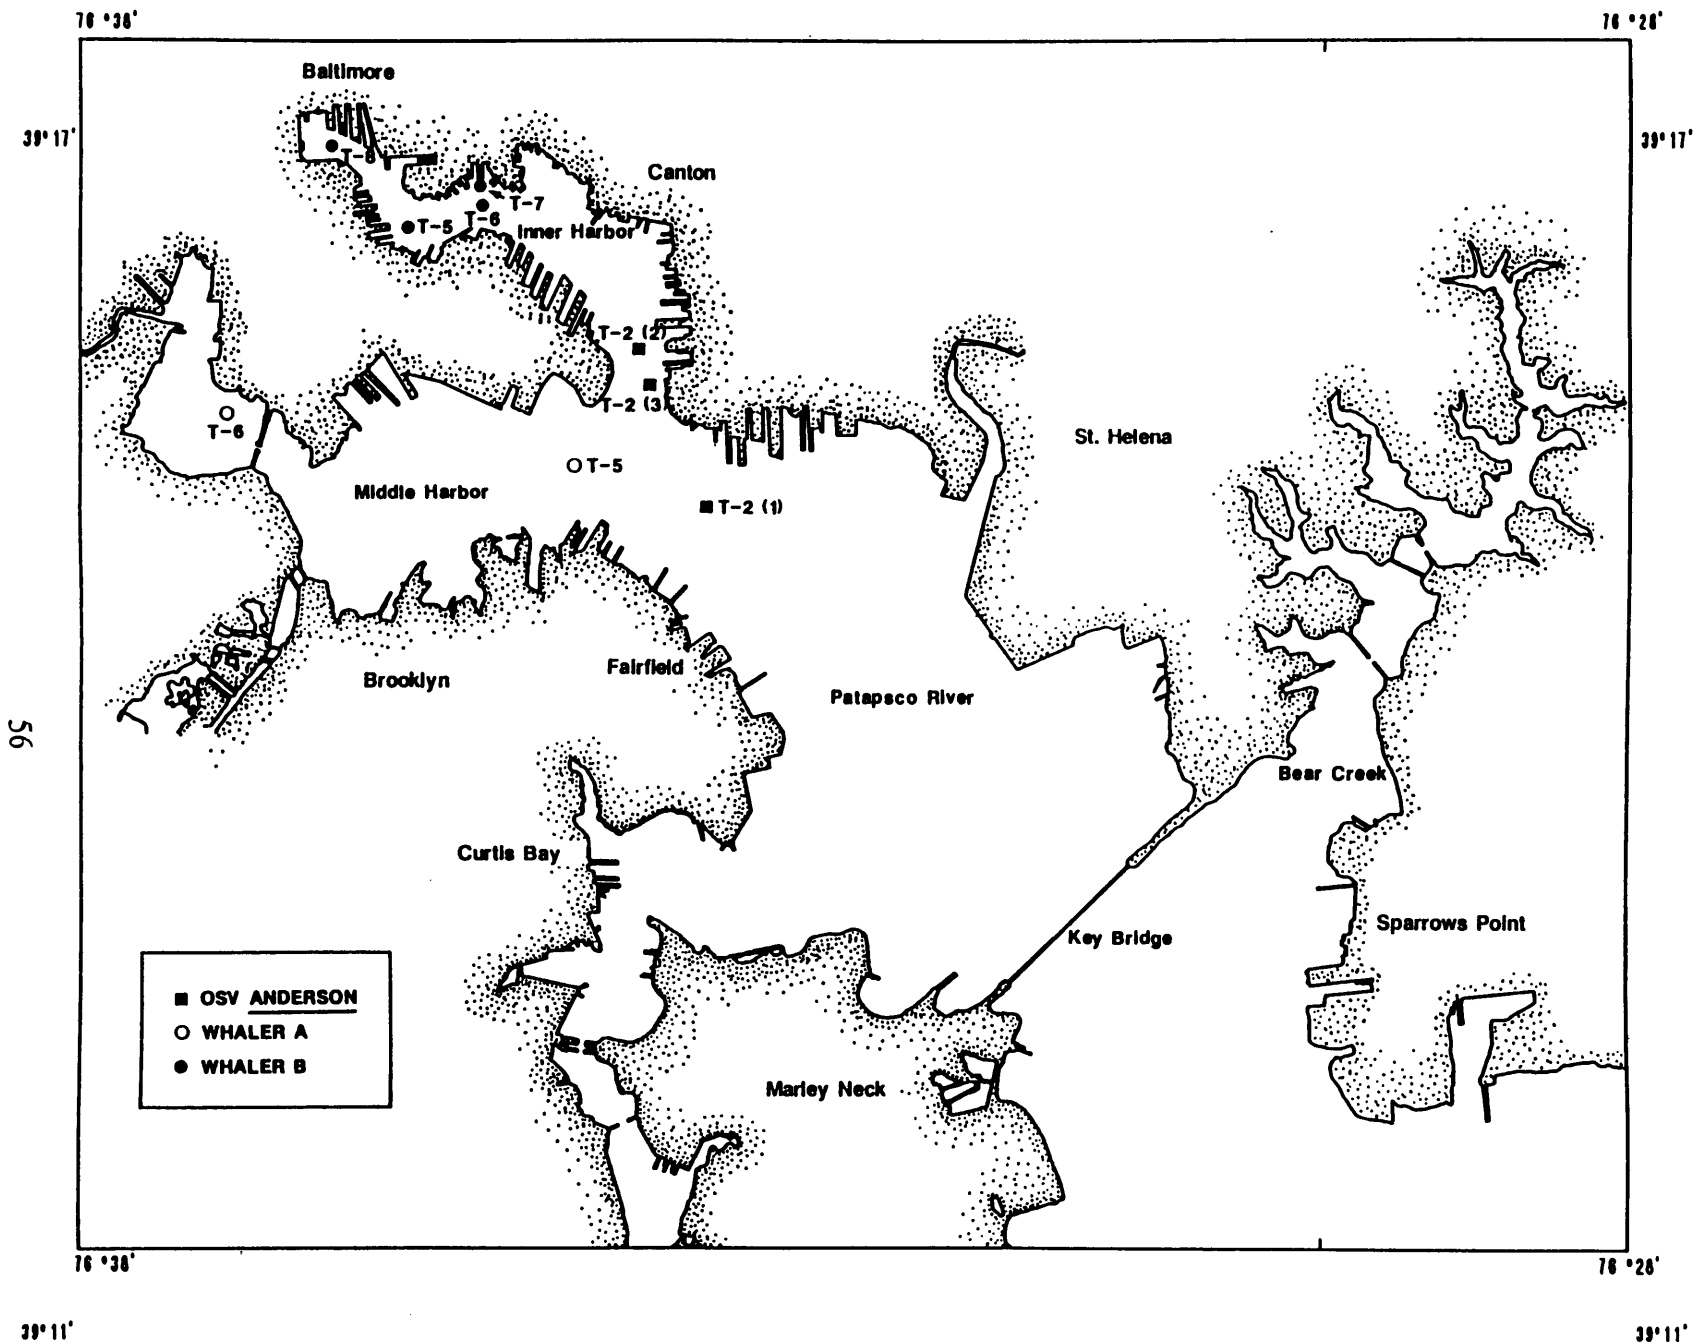 76°38' 76°28'
Baltimore
39°17' 39°17'
T-8
Canton
T-7
T-6
T-5
Inner Harbor
T-2 (2)
T-2 (3)
T-6
St. Helena
T-5
Middle Harbor
T-2 (1)
Brooklyn
Fairfield
Patapsco River
56
Bear Creek
Curtis Bay
Key Bridge
Sparrows Point
OSV ANDERSON
WHALER A
WHALER B
Marley Neck
76°38' 76°28'
39°11' 39°11'